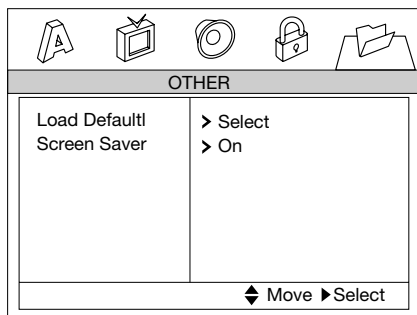 A
OTHER
Load Defaultl > Select
Screen Saver > On
Move Select